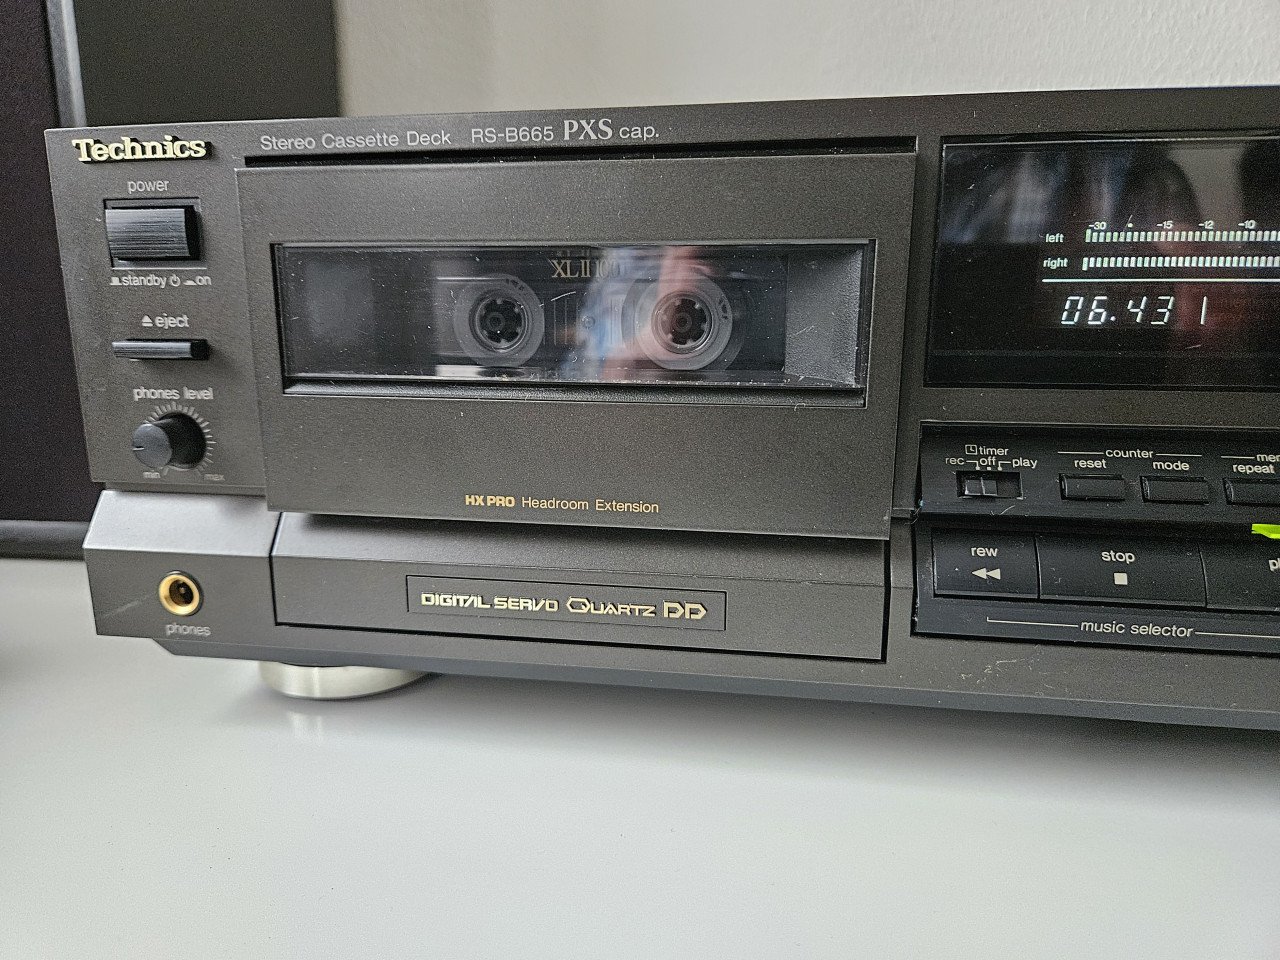 Technics
Stereo Cassette Deck RS-B665 PXS cap.
power
standby on
eject
phones level
min max
XL II 100
HX PRO Headroom Extension
DIGITAL SERVO QUARTZ DD
phones
-30 -15 -12 -10
left
right
06.43
timer
rec off play
counter
reset mode
repeat
rew
stop
music selector